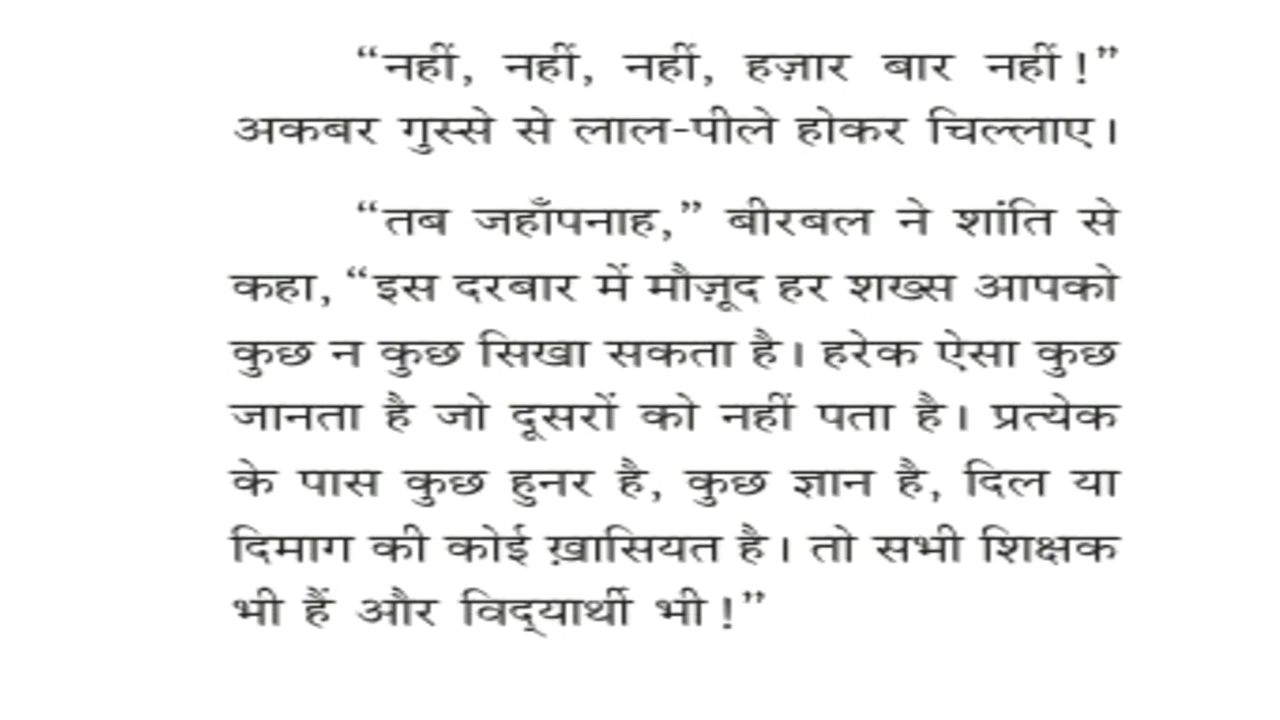 “नहीं, नहीं, नहीं, हज़ार बार नहीं !”
अकबर गुस्से से लाल-पीले होकर चिल्लाए।
“तब जहाँपनाह,” बीरबल ने शांति से
कहा, “इस दरबार में मौज़ूद हर शख्स आपको
कुछ न कुछ सिखा सकता है। हरेक ऐसा कुछ
जानता है जो दूसरों को नहीं पता है। प्रत्येक
के पास कुछ हुनर है, कुछ ज्ञान है, दिल या
दिमाग की कोई ख़ासियत है। तो सभी शिक्षक
भी हैं और विद्‌यार्थी भी !”